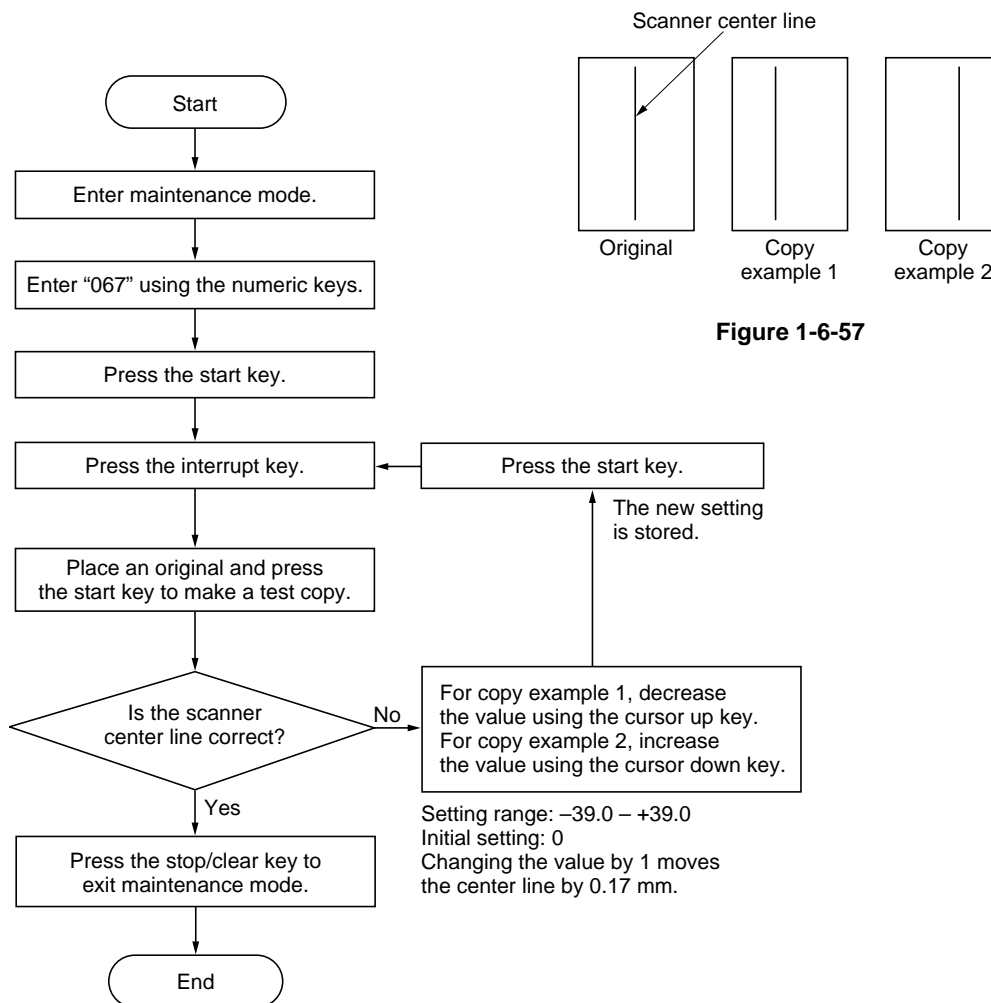 Scanner center line
Original
Copy
example 1
Copy
example 2
Figure 1-6-57
Start
Enter maintenance mode.
Enter “067” using the numeric keys.
Press the start key.
Press the interrupt key.
Press the start key.
The new setting
is stored.
Place an original and press
the start key to make a test copy.
Is the scanner
center line correct?
No
For copy example 1, decrease
the value using the cursor up key.
For copy example 2, increase
the value using the cursor down key.
Setting range: –39.0 – +39.0
Initial setting: 0
Changing the value by 1 moves
the center line by 0.17 mm.
Yes
Press the stop/clear key to
exit maintenance mode.
End